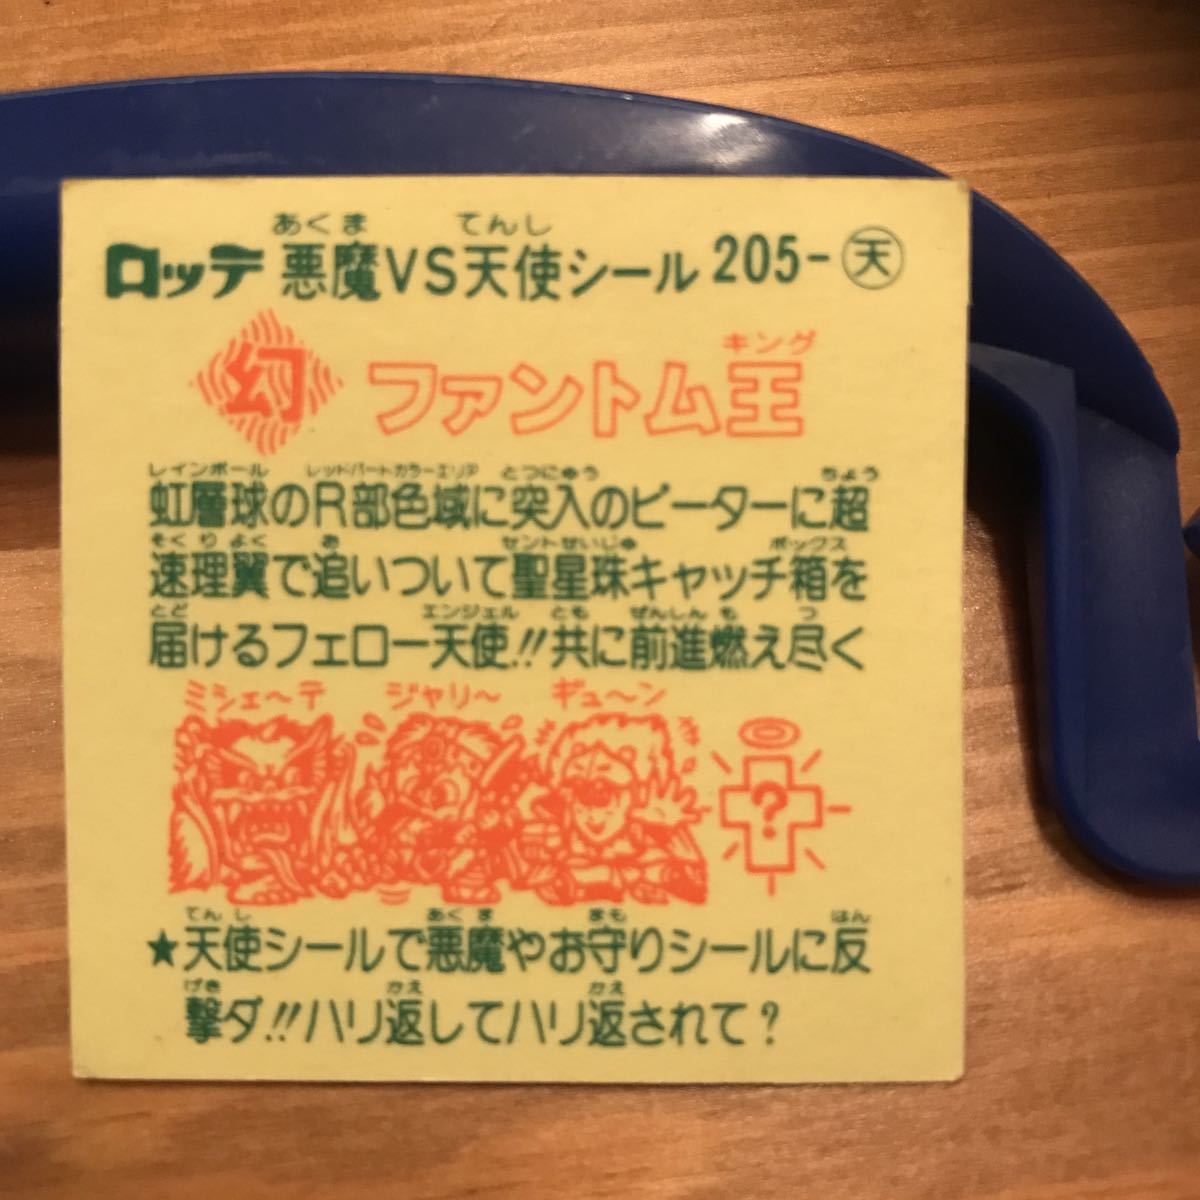 あくま てんし
ロッテ 悪魔VS天使シール 205-天
キング
幻 ファントム王
レインボール レッドパートカラーエリア とつにゅう ちょう
虹層球のR部色域に突入のピーターに超
そくりよく お セントせいじゅ ボックス
速理翼で追いついて聖星珠キャッチ箱を
とど エンジェル とも ぜんしん も つ
届けるフェロー天使!!共に前進燃え尽く
ミシェ〜テ ジャリ〜 ギュ〜ン
?
てんし あくま まも はん
★天使シールで悪魔やお守りシールに反
げき かえ かえ
撃ダ!!ハリ返してハリ返されて?